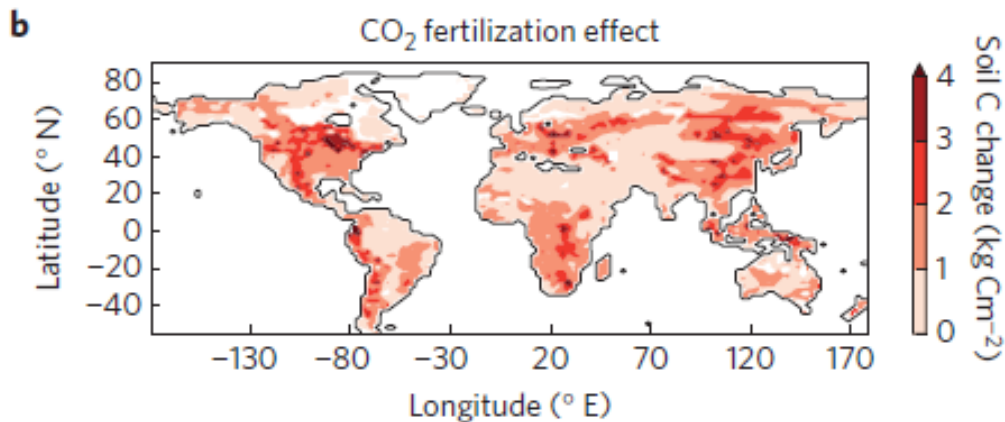 b
CO₂ fertilization effect
Latitude (° N)
80
60
40
20
0
−20
−40
−130 −80 −30 20 70 120 170
Longitude (° E)
4
3
2
1
0
Soil C change (kg Cm⁻²)